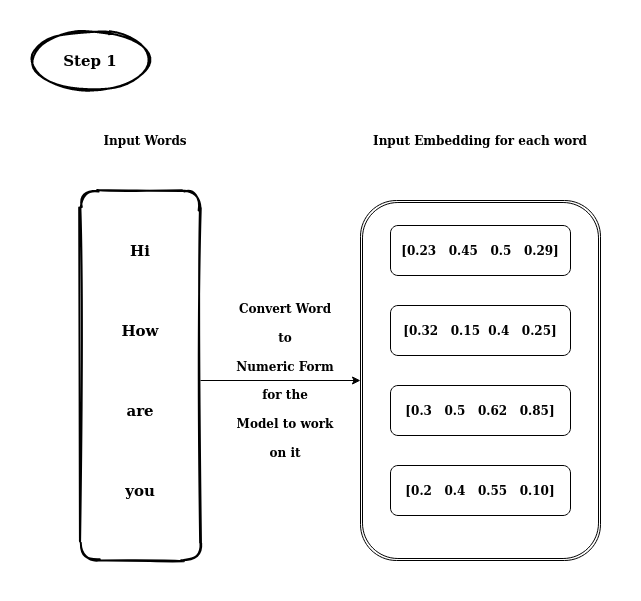 Step 1
Input Words
Input Embedding for each word
Hi
How
are
you
Convert Word
to
Numeric Form
for the
Model to work
on it
[0.23 0.45 0.5 0.29]
[0.32 0.15 0.4 0.25]
[0.3 0.5 0.62 0.85]
[0.2 0.4 0.55 0.10]